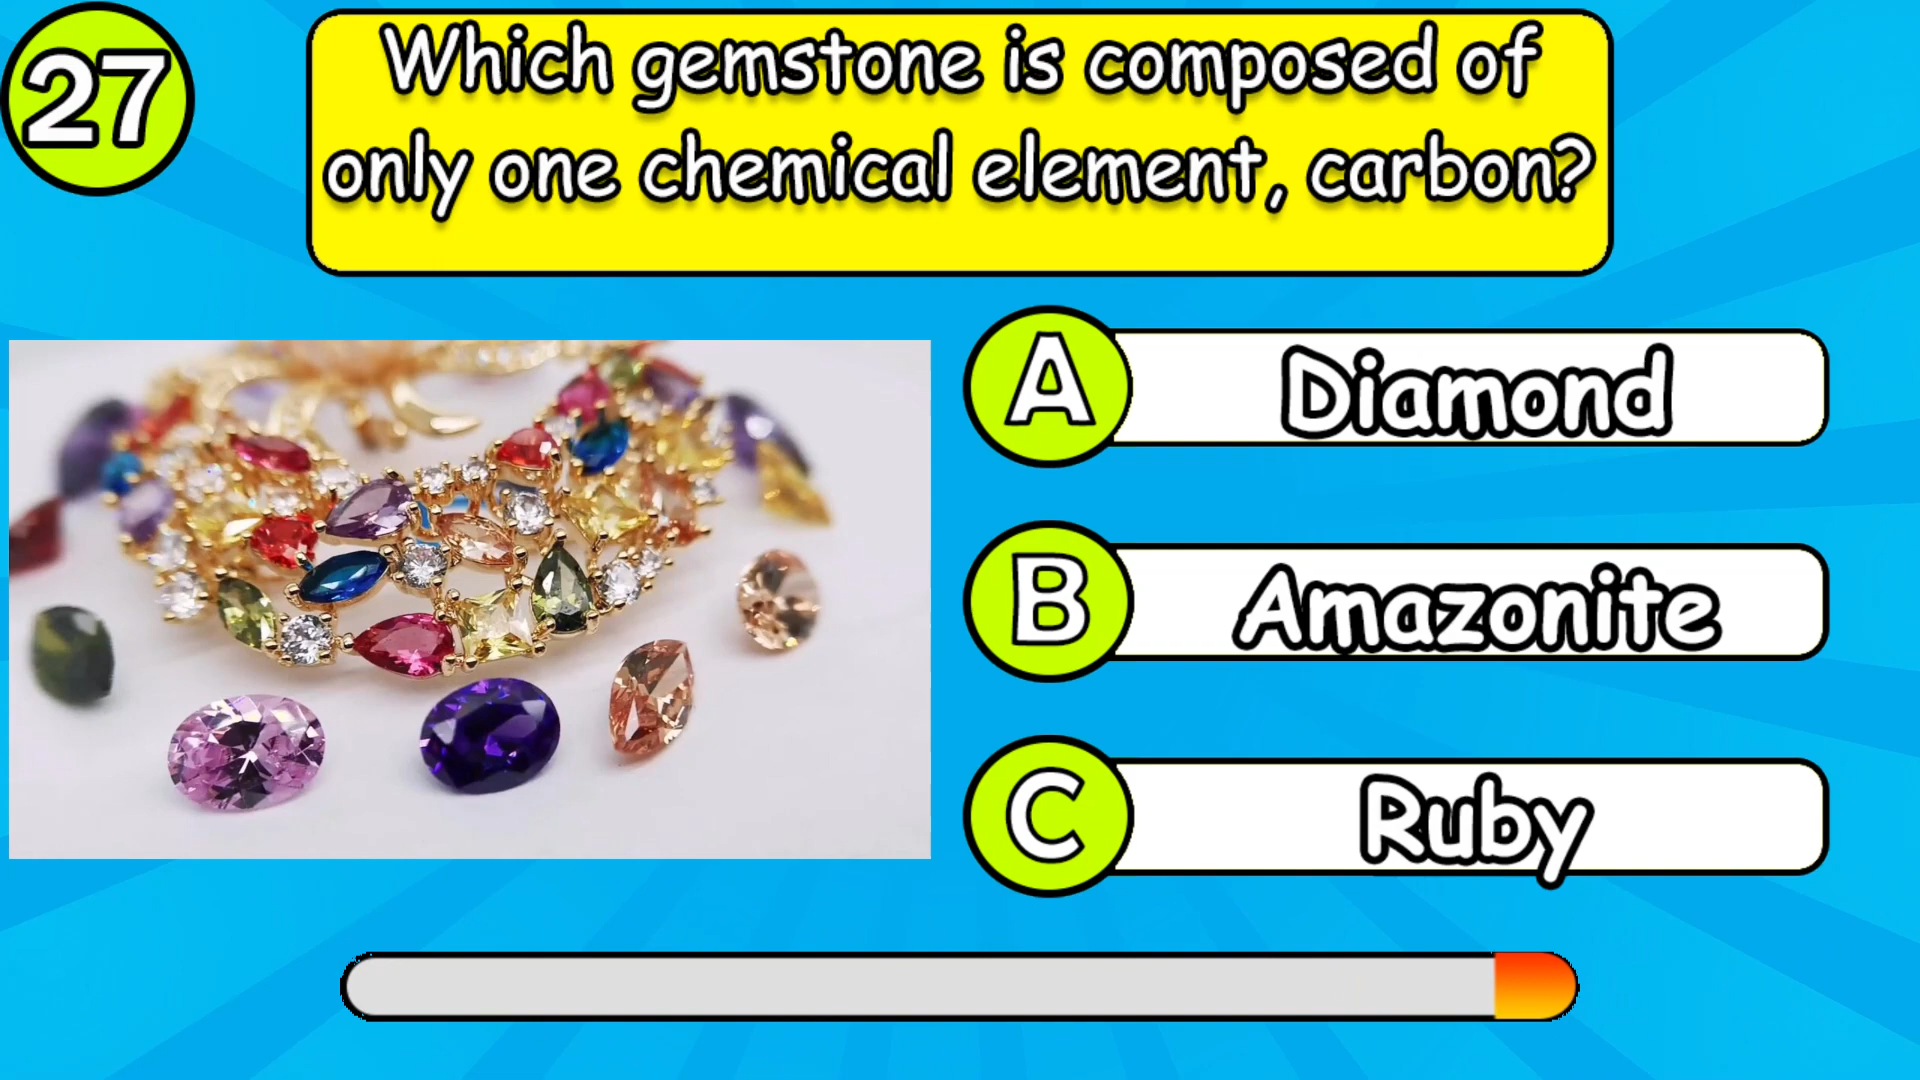 27
Which gemstone is composed of
only one chemical element, carbon?
A Diamond
B Amazonite
C Ruby